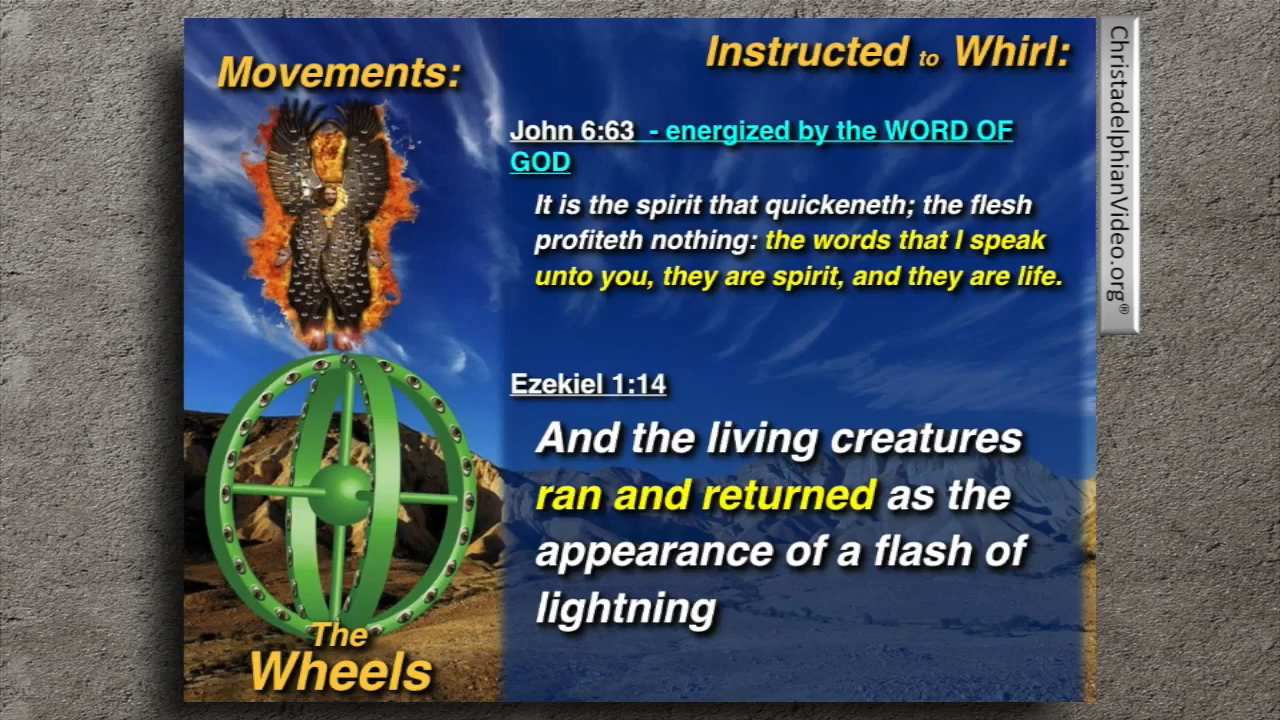 Movements:
The
Wheels
Instructed to Whirl:
John 6:63 - energized by the WORD OF
GOD
It is the spirit that quickeneth; the flesh
profiteth nothing: the words that I speak
unto you, they are spirit, and they are life.
Ezekiel 1:14
And the living creatures
ran and returned as the
appearance of a flash of
lightning
ChristadelphianVideo.org®